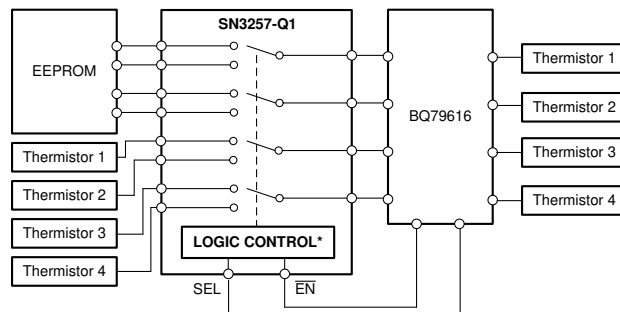 SN3257-Q1
EEPROM
BQ79616
Thermistor 1
Thermistor 2
Thermistor 3
Thermistor 4
Thermistor 1
Thermistor 2
Thermistor 3
Thermistor 4
LOGIC CONTROL*
SEL
E̅N̅